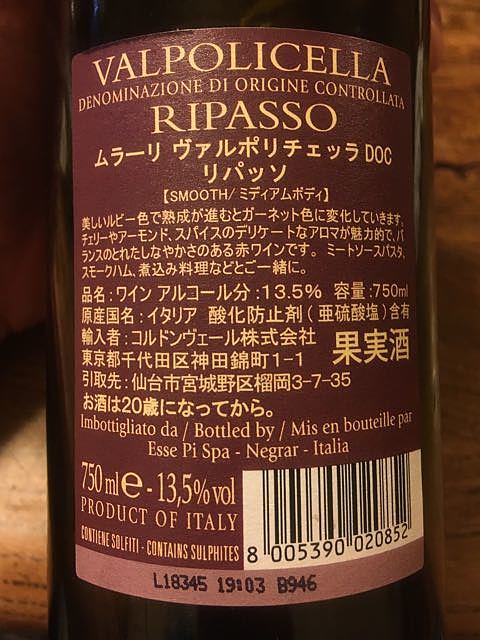 VALPOLICELLA
DENOMINAZIONE DI ORIGINE CONTROLLATA
RIPASSO
ムラーリ ヴァルポリチェッラ DOC
リパッソ
【SMOOTH/ミディアムボディ】
美しいルビー色で熟成が進むとガーネット色に変化していきます。
チェリーやアーモンド、スパイスのデリケートなアロマが魅力的で、バ
ランスのとれたしなやかさのある赤ワインです。ミートソースパスタ、
スモークハム、煮込み料理などとご一緒に。
品名：ワイン アルコール分：13.5% 容量：750ml
原産国名：イタリア 酸化防止剤（亜硫酸塩）含有
輸入者：コルドンヴェール株式会社
東京都千代田区神田錦町1-1
果実酒
引取先：仙台市宮城野区榴岡3-7-35
お酒は20歳になってから。
Imbottigliato da / Bottled by / Mis en bouteille par
Esse Pi Spa - Negrar - Italia
750 ml e - 13,5% vol
PRODUCT OF ITALY
CONTIENE SOLFITI - CONTAINS SULPHITES
8 005390 020852
L18345 19:03 B946